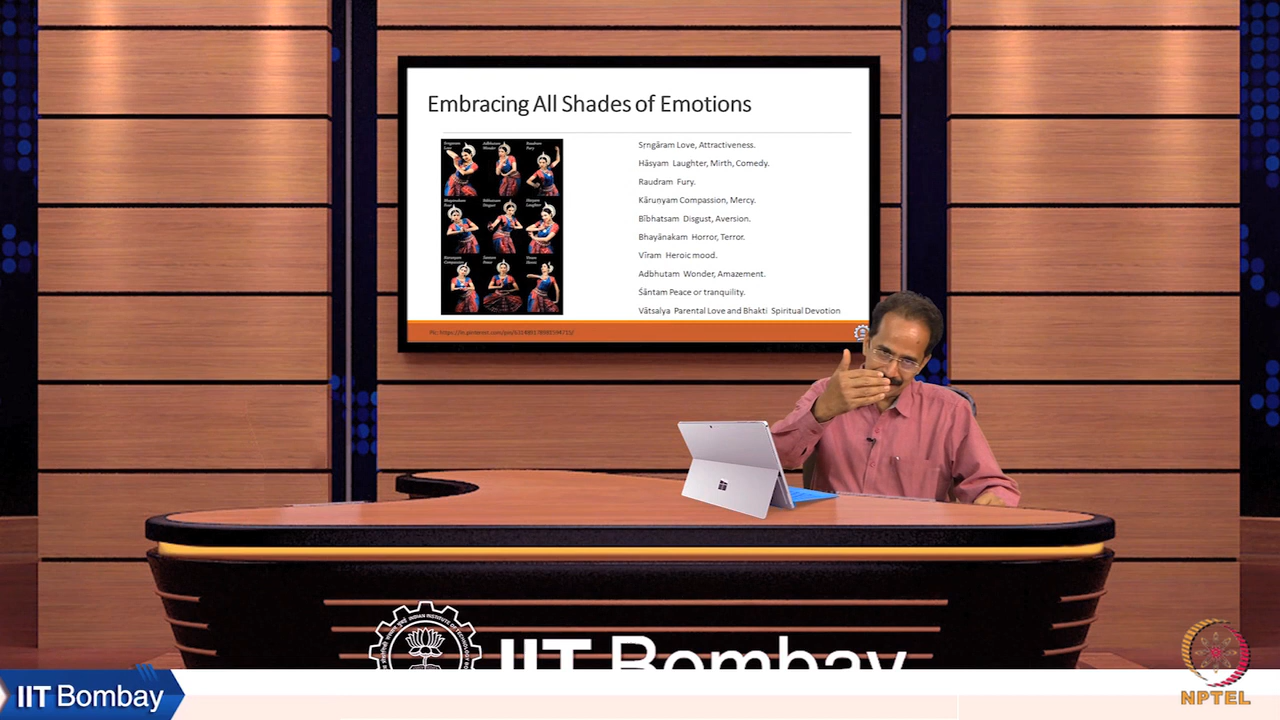 Embracing All Shades of Emotions
Sṛngāram Love, Attractiveness.
Hāsyam Laughter, Mirth, Comedy.
Raudram Fury.
Kāruṇyam Compassion, Mercy.
Bībhatsam Disgust, Aversion.
Bhayānakam Horror, Terror.
Vīram Heroic mood.
Adbhutam Wonder, Amazement.
Śāntam Peace or tranquility.
Vātsalya Parental Love and Bhakti Spiritual Devotion
IIT Bombay
IIT Bombay
NPTEL